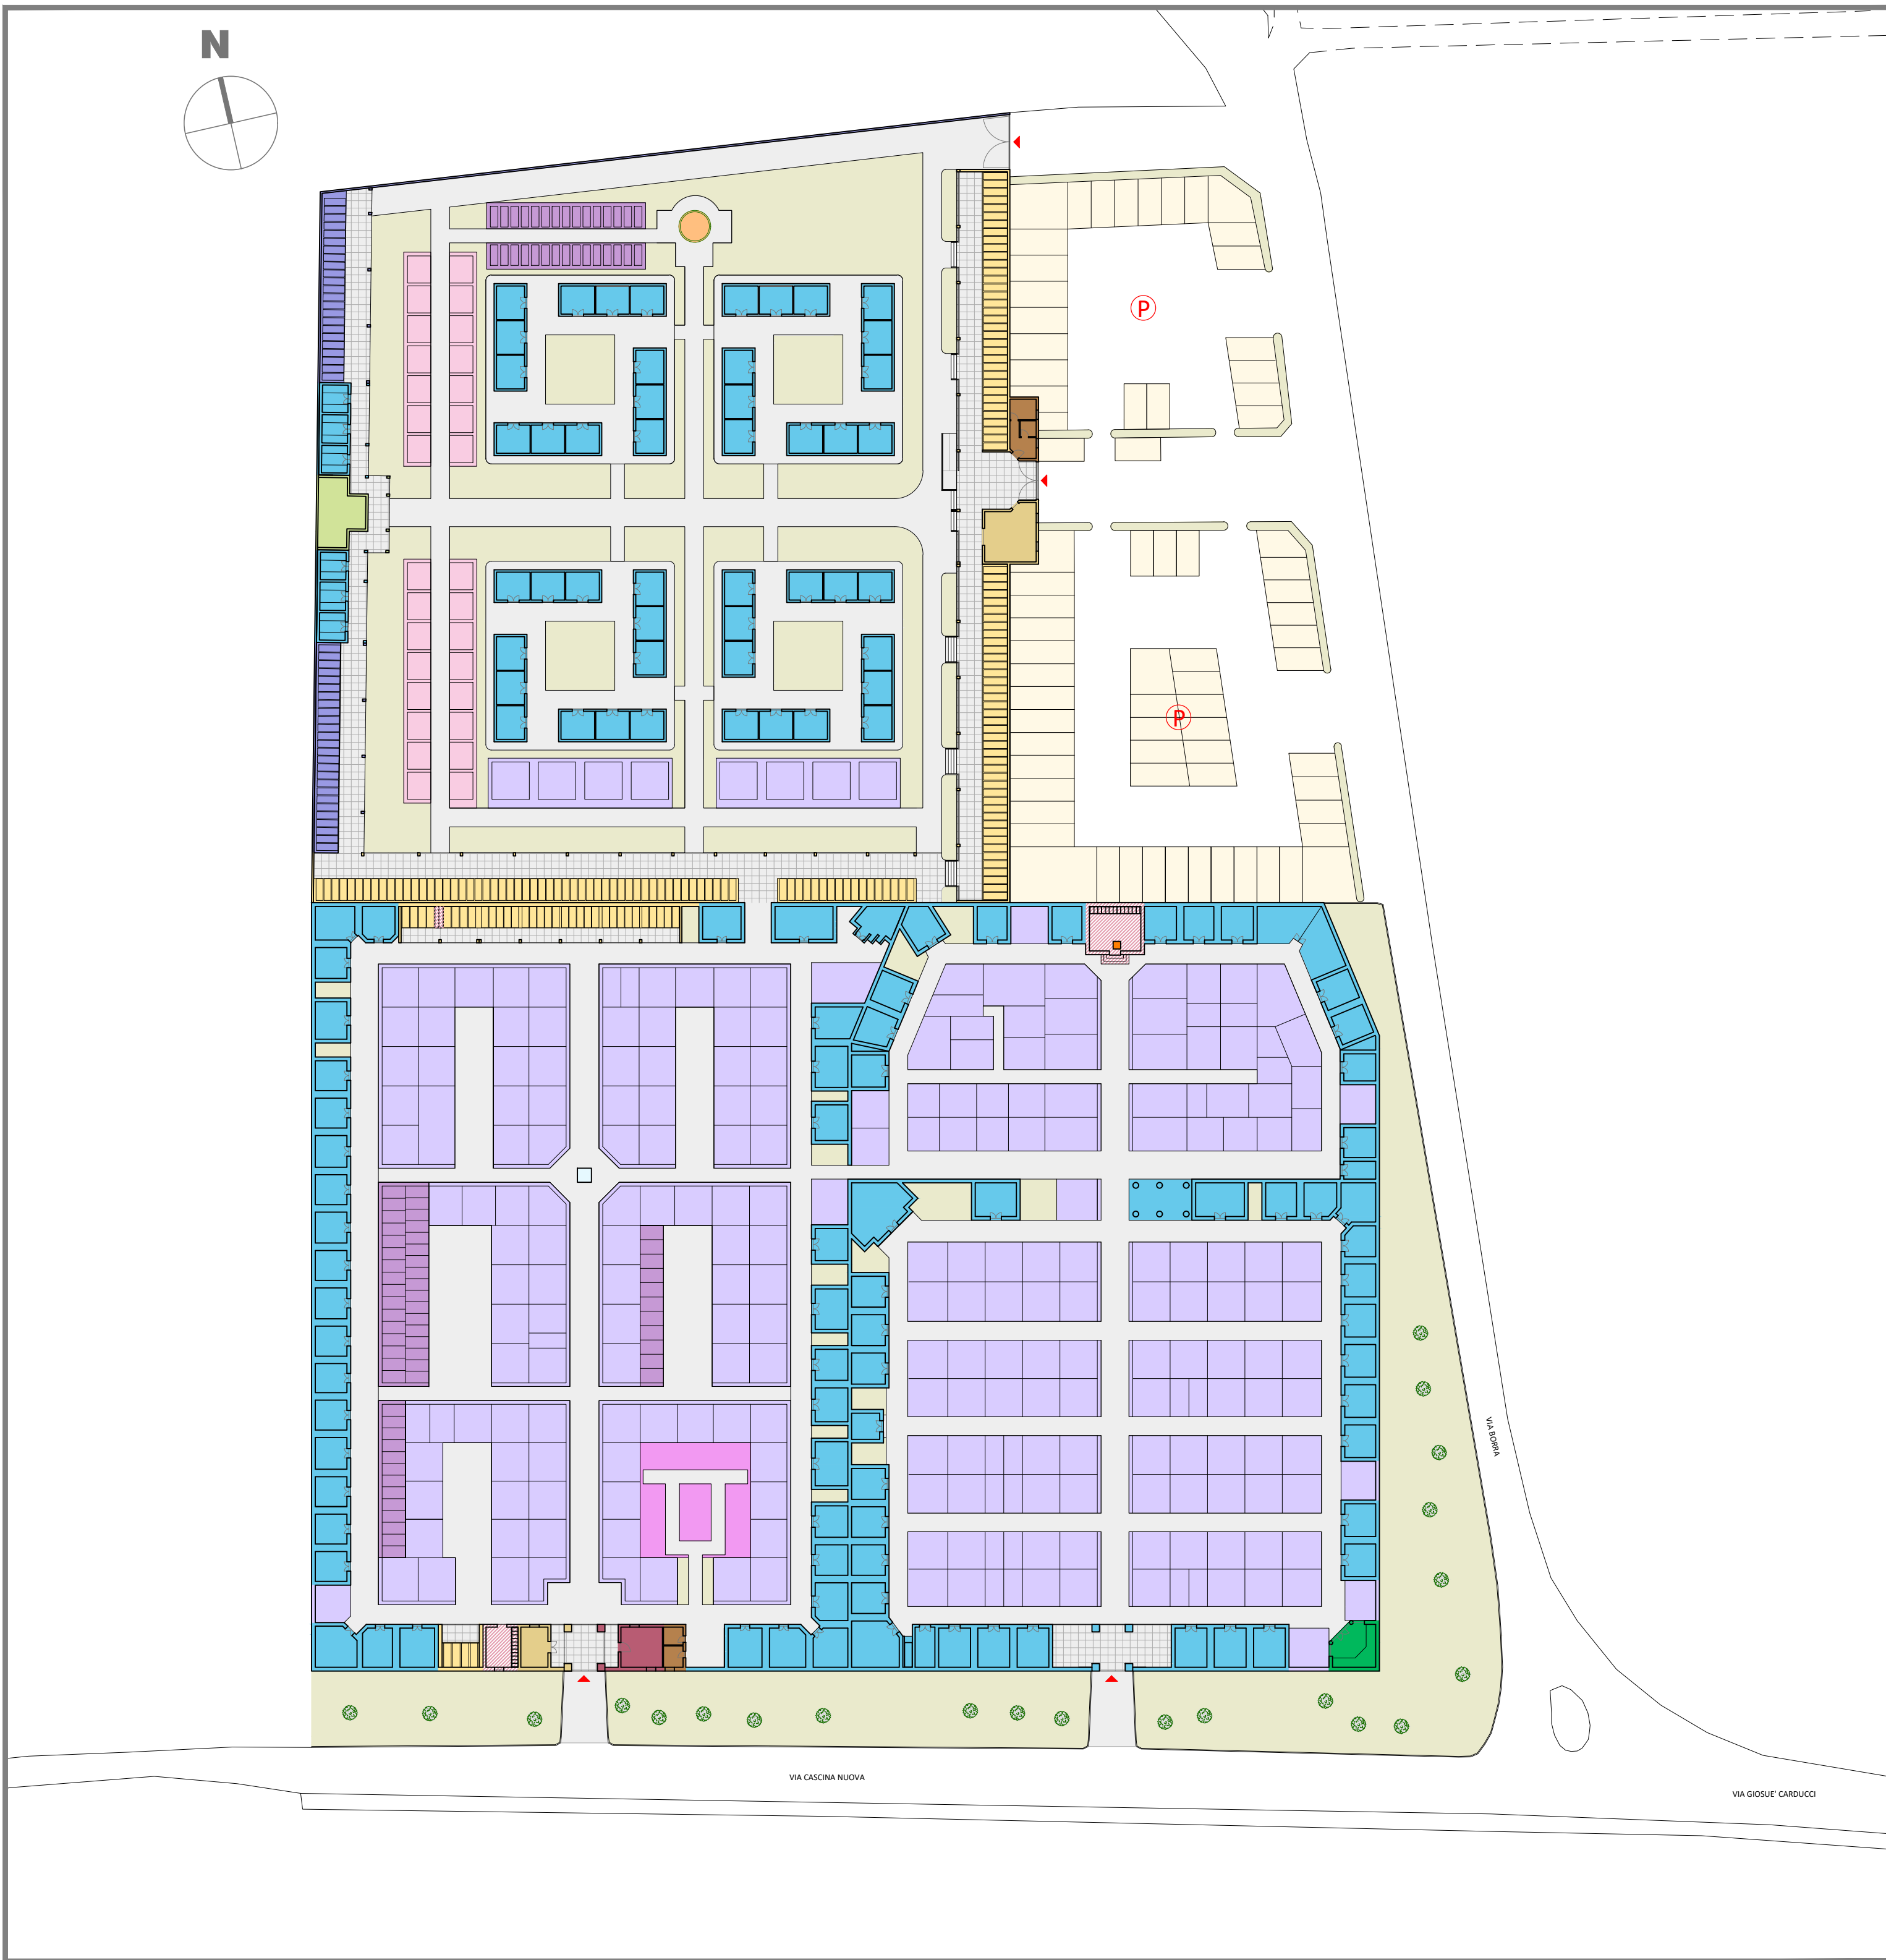 N
P
P
VIA BORRA
VIA CASCINA NUOVA
VIA GIOSUE' CARDUCCI